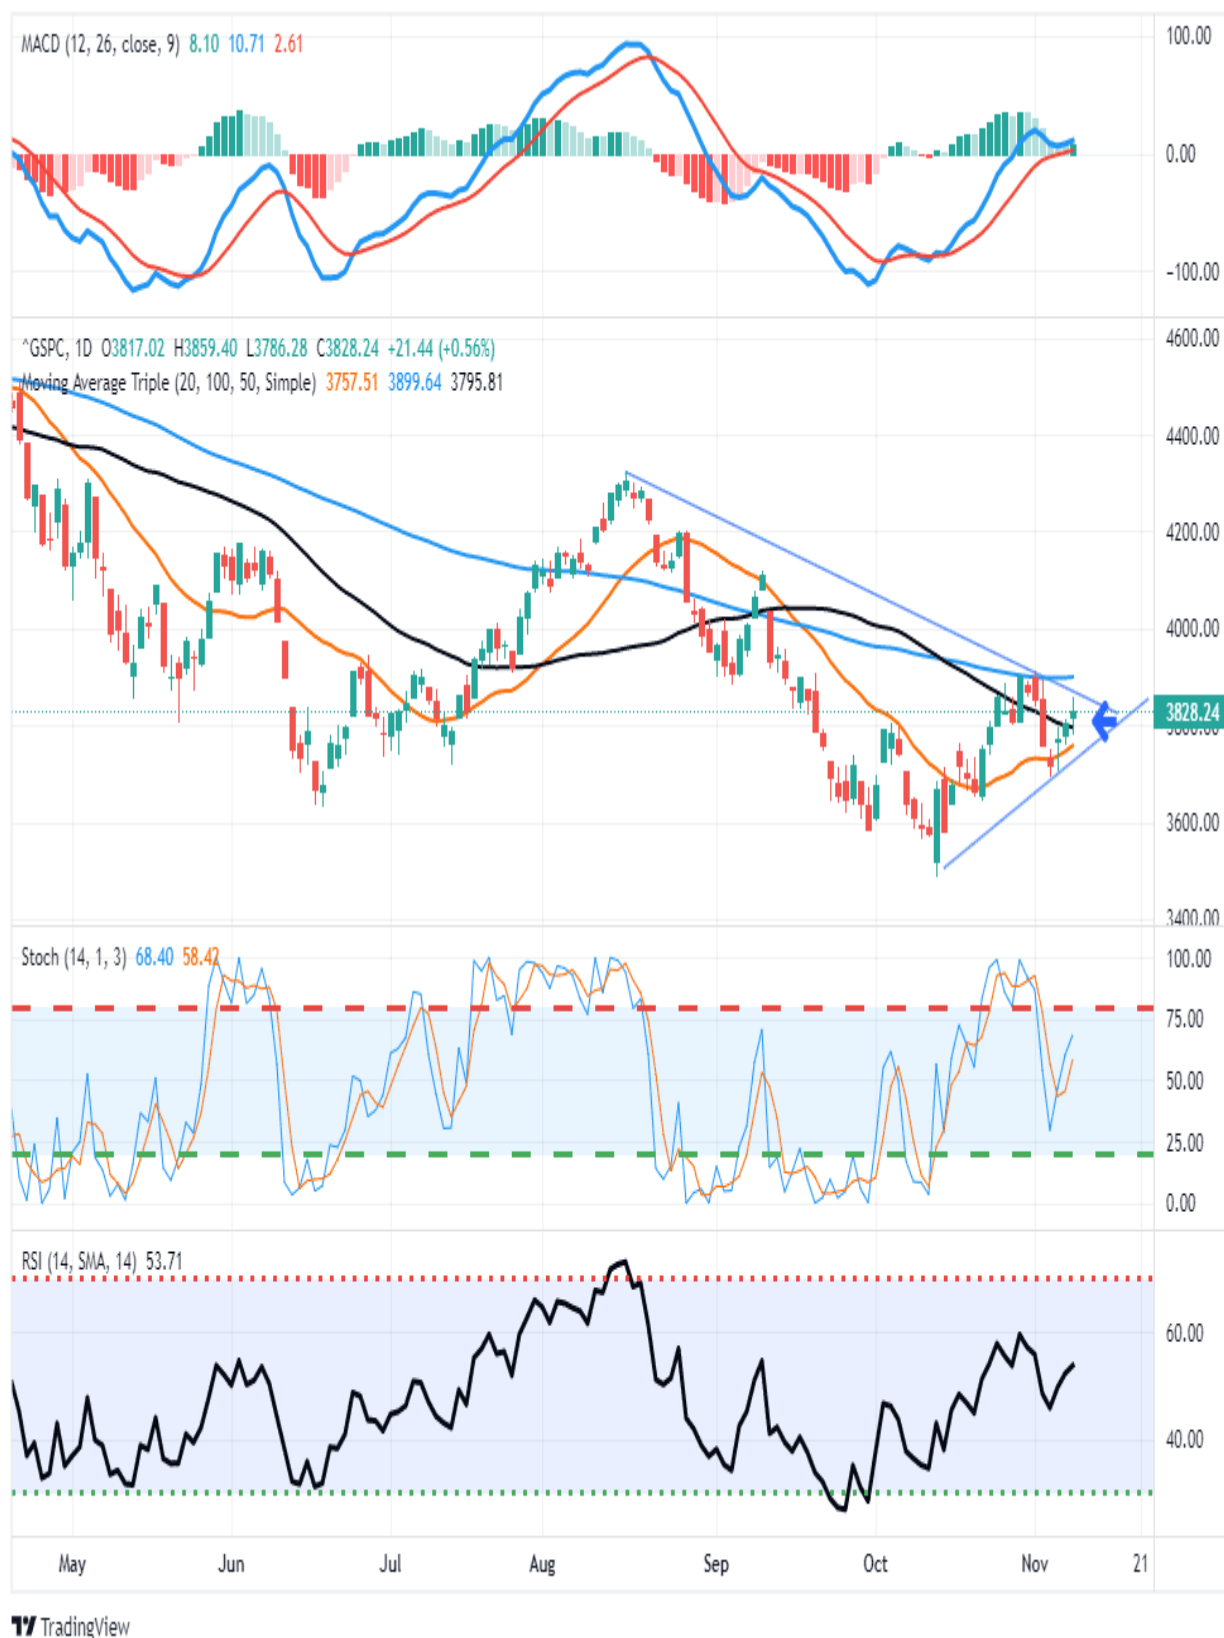 MACD (12, 26, close, 9) 8.10 10.71 2.61
100.00
0.00
−100.00
^GSPC, 1D O3817.02 H3859.40 L3786.28 C3828.24 +21.44 (+0.56%)
Moving Average Triple (20, 100, 50, Simple) 3757.51 3899.64 3795.81
4600.00
4400.00
4200.00
4000.00
3828.24
3800.00
3600.00
3400.00
Stoch (14, 1, 3) 68.40 58.42
100.00
75.00
50.00
25.00
0.00
RSI (14, SMA, 14) 53.71
60.00
40.00
May Jun Jul Aug Sep Oct Nov 21
TradingView